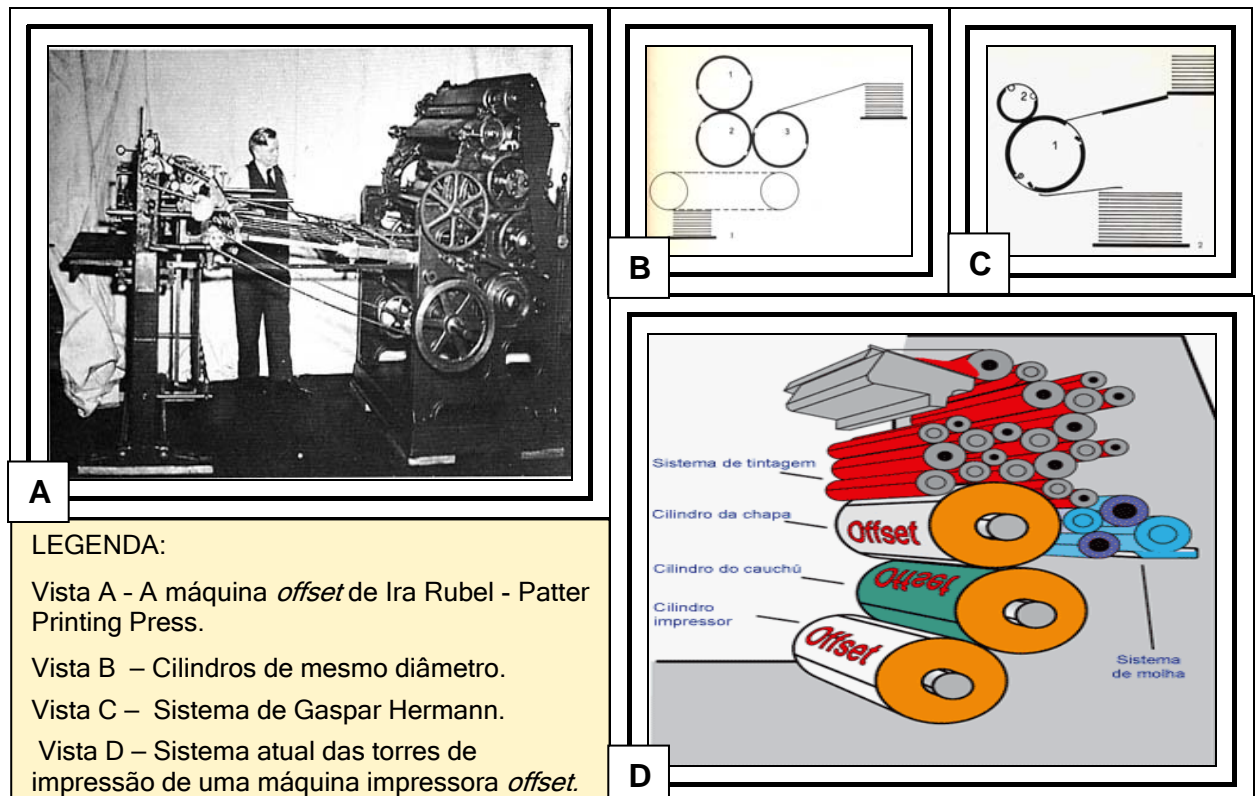 A
1
2
3
1
B
2
1
2
C
LEGENDA:
Vista A - A máquina offset de Ira Rubel - Patter
Printing Press.
Vista B – Cilindros de mesmo diâmetro.
Vista C – Sistema de Gaspar Hermann.
Vista D – Sistema atual das torres de
impressão de uma máquina impressora offset.
Sistema de tintagem
Cilindro da chapa
Offset
Cilindro do cauchú
Offset
Cilindro
impressor
Offset
Sistema
de molha
D